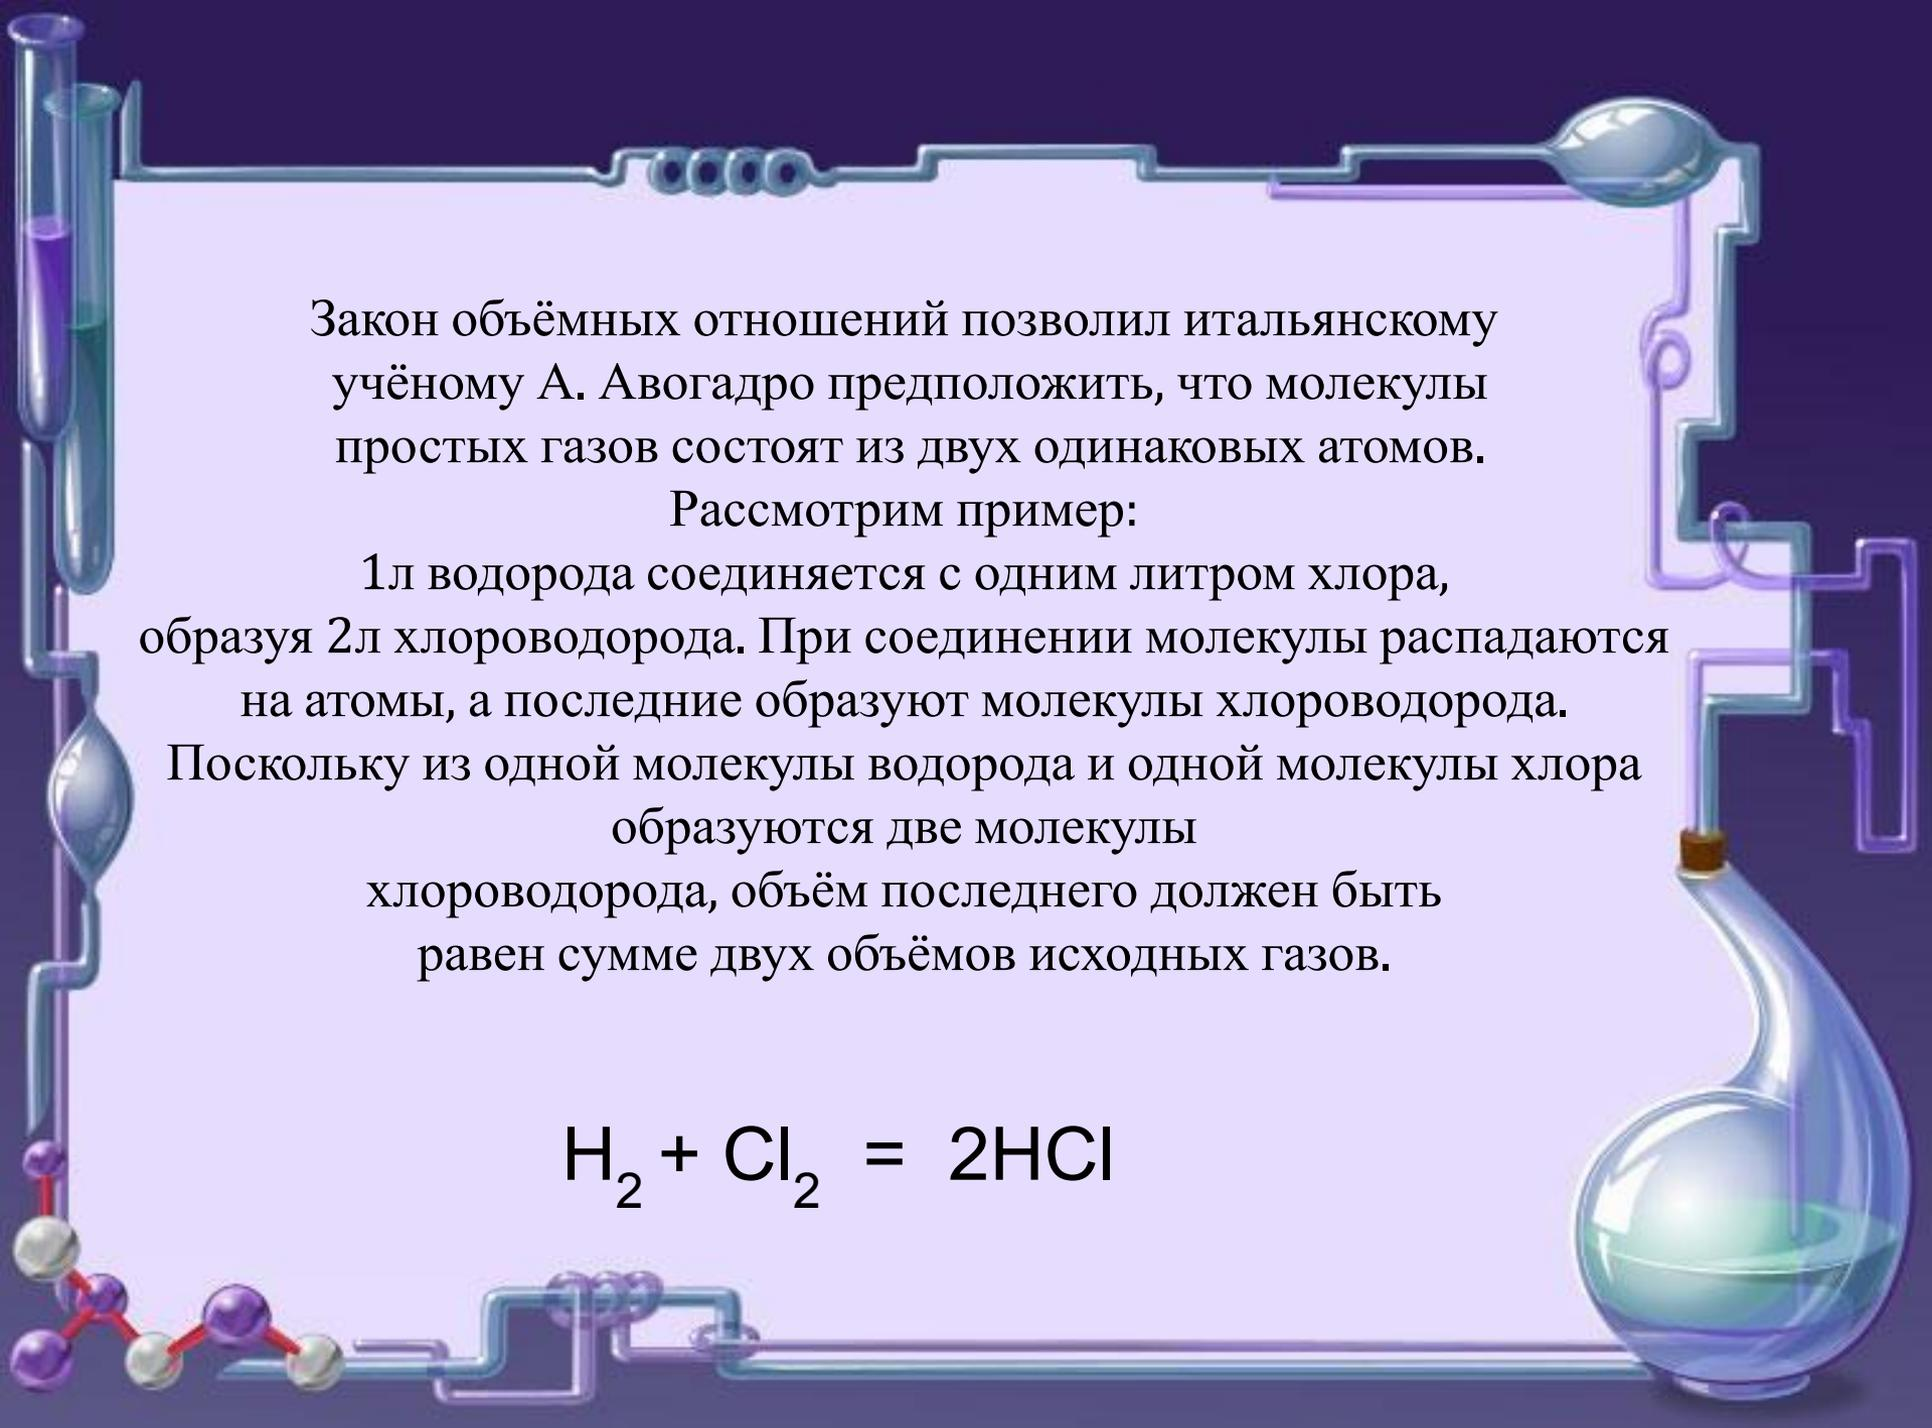 Закон объёмных отношений позволил итальянскому
учёному А. Авогадро предположить, что молекулы
простых газов состоят из двух одинаковых атомов.
Рассмотрим пример:
1л водорода соединяется с одним литром хлора,
образуя 2л хлороводорода. При соединении молекулы распадаются
на атомы, а последние образуют молекулы хлороводорода.
Поскольку из одной молекулы водорода и одной молекулы хлора
образуются две молекулы
хлороводорода, объём последнего должен быть
равен сумме двух объёмов исходных газов.
H₂ + Cl₂ = 2HCl